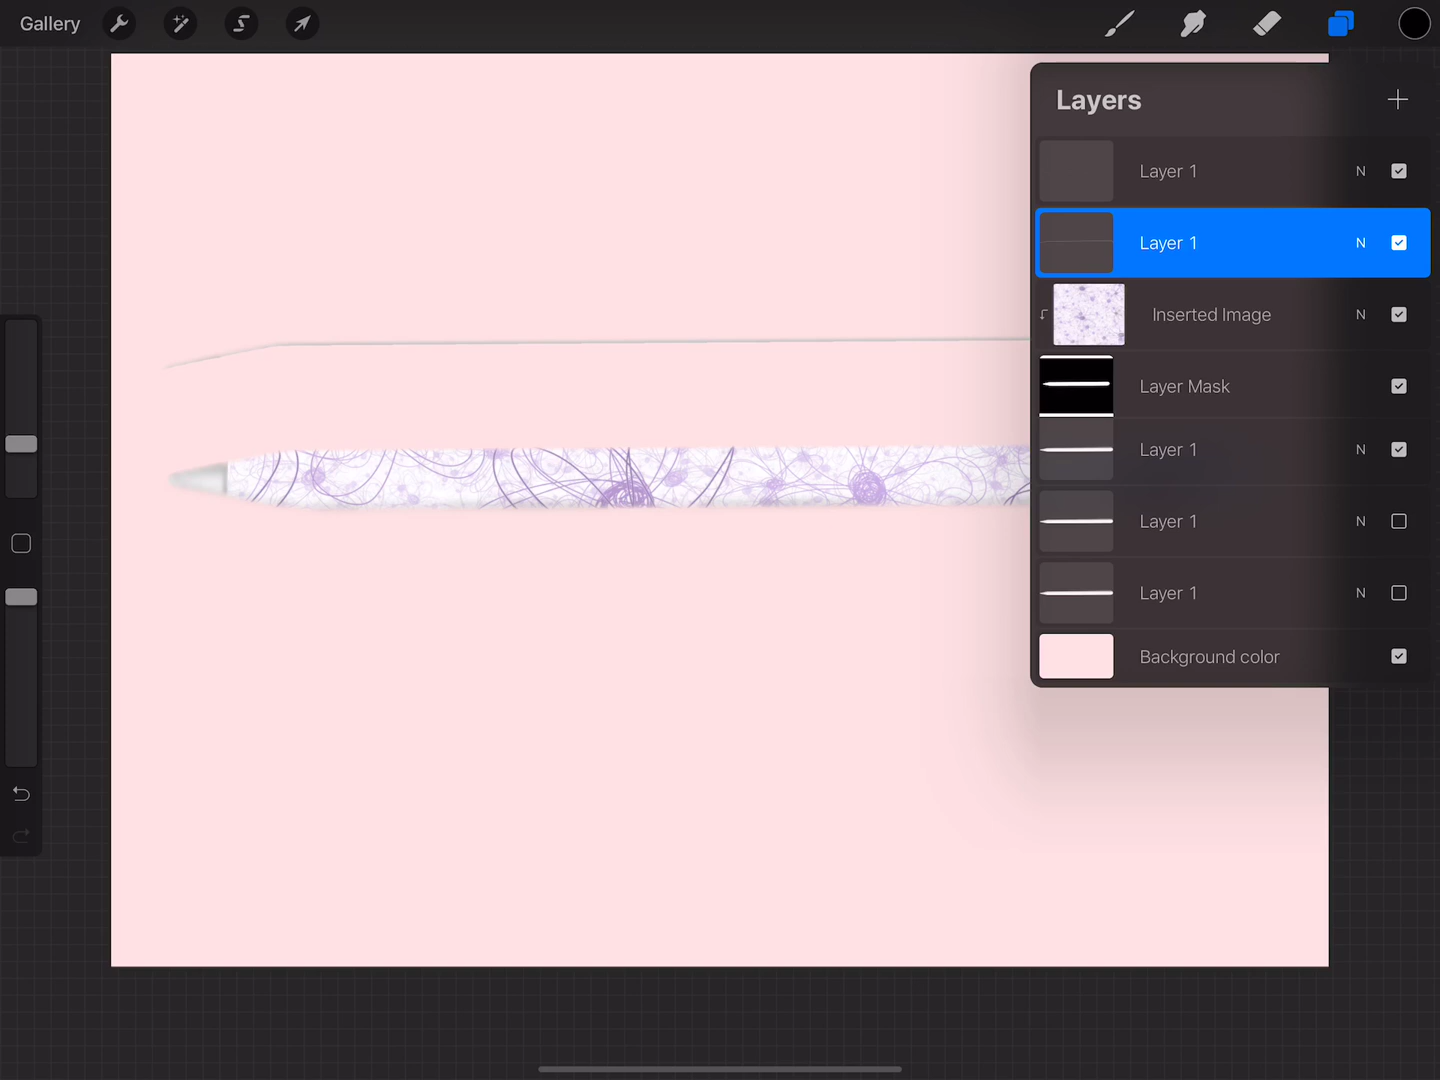 Gallery
Layers
Layer 1 N
Layer 1 N
Inserted Image N
Layer Mask
Layer 1 N
Layer 1 N
Layer 1 N
Background color